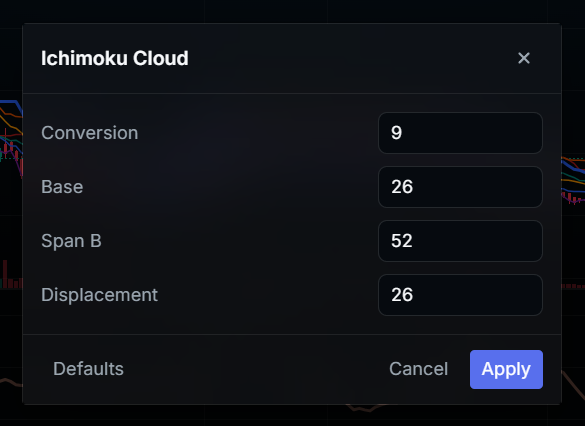 Ichimoku Cloud ×
Conversion 9
Base 26
Span B 52
Displacement 26
Defaults Cancel Apply